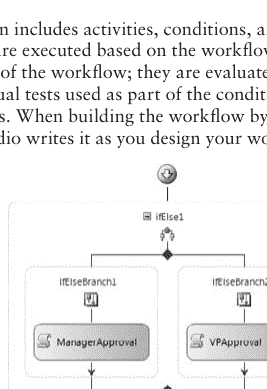 n includes activities, conditions, a
re executed based on the workflow
of the workflow; they are evaluate
ual tests used as part of the condit
s. When building the workflow by
dio writes it as you design your wo
ifElse1
ifElseBranch1 ifElseBranch2
ManagerApproval VPApproval